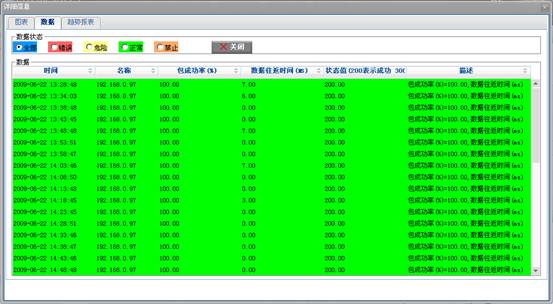 详细信息
图表 数据 趋势报表
数据状态
全部 错误 危险 正常 禁止 关闭
数据
时间 名称 包成功率(%) 数据往返时间(ms) 状态值(200表示成功 300 描述
2009-06-22 13:28:48 192.168.0.97 100.00 7.00 200.00 包成功率(%)=100.00,数据往返时间(ms)
2009-06-22 13:34:03 192.168.0.97 100.00 6.00 200.00 包成功率(%)=100.00,数据往返时间(ms)
2009-06-22 13:38:48 192.168.0.97 100.00 0.00 200.00 包成功率(%)=100.00,数据往返时间(ms)
2009-06-22 13:43:45 192.168.0.97 100.00 0.00 200.00 包成功率(%)=100.00,数据往返时间(ms)
2009-06-22 13:48:48 192.168.0.97 100.00 7.00 200.00 包成功率(%)=100.00,数据往返时间(ms)
2009-06-22 13:53:51 192.168.0.97 100.00 0.00 200.00 包成功率(%)=100.00,数据往返时间(ms)
2009-06-22 13:58:47 192.168.0.97 100.00 0.00 200.00 包成功率(%)=100.00,数据往返时间(ms)
2009-06-22 14:03:46 192.168.0.97 100.00 7.00 200.00 包成功率(%)=100.00,数据往返时间(ms)
2009-06-22 14:08:50 192.168.0.97 100.00 0.00 200.00 包成功率(%)=100.00,数据往返时间(ms)
2009-06-22 14:13:48 192.168.0.97 100.00 0.00 200.00 包成功率(%)=100.00,数据往返时间(ms)
2009-06-22 14:18:45 192.168.0.97 100.00 3.00 200.00 包成功率(%)=100.00,数据往返时间(ms)
2009-06-22 14:23:45 192.168.0.97 100.00 0.00 200.00 包成功率(%)=100.00,数据往返时间(ms)
2009-06-22 14:28:51 192.168.0.97 100.00 0.00 200.00 包成功率(%)=100.00,数据往返时间(ms)
2009-06-22 14:33:46 192.168.0.97 100.00 0.00 200.00 包成功率(%)=100.00,数据往返时间(ms)
2009-06-22 14:38:47 192.168.0.97 100.00 0.00 200.00 包成功率(%)=100.00,数据往返时间(ms)
2009-06-22 14:43:46 192.168.0.97 100.00 0.00 200.00 包成功率(%)=100.00,数据往返时间(ms)
2009-06-22 14:48:48 192.168.0.97 100.00 0.00 200.00 包成功率(%)=100.00,数据往返时间(ms)